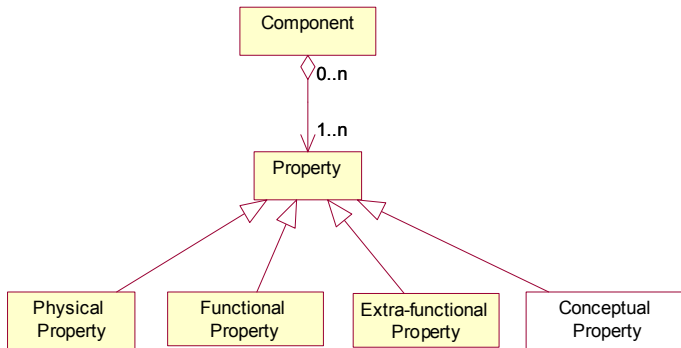 Component
0..n
1..n
Property
Physical
Property
Functional
Property
Extra-functional
Property
Conceptual
Property